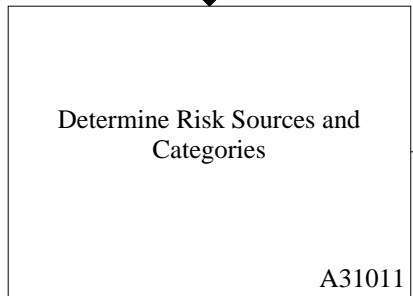 Determine Risk Sources and
Categories
A31011